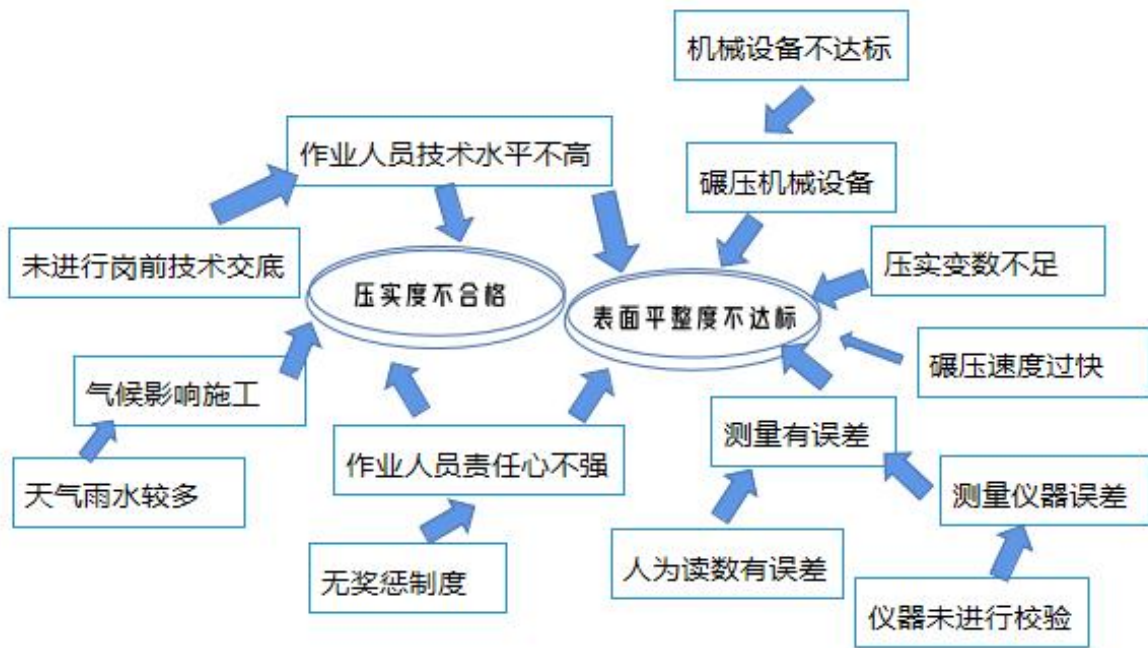 机械设备不达标
作业人员技术水平不高
碾压机械设备
未进行岗前技术交底
压实度不合格
表面平整度不达标
压实变数不足
碾压速度过快
气候影响施工
作业人员责任心不强
测量有误差
天气雨水较多
测量仪器误差
无奖惩制度
人为读数有误差
仪器未进行校验